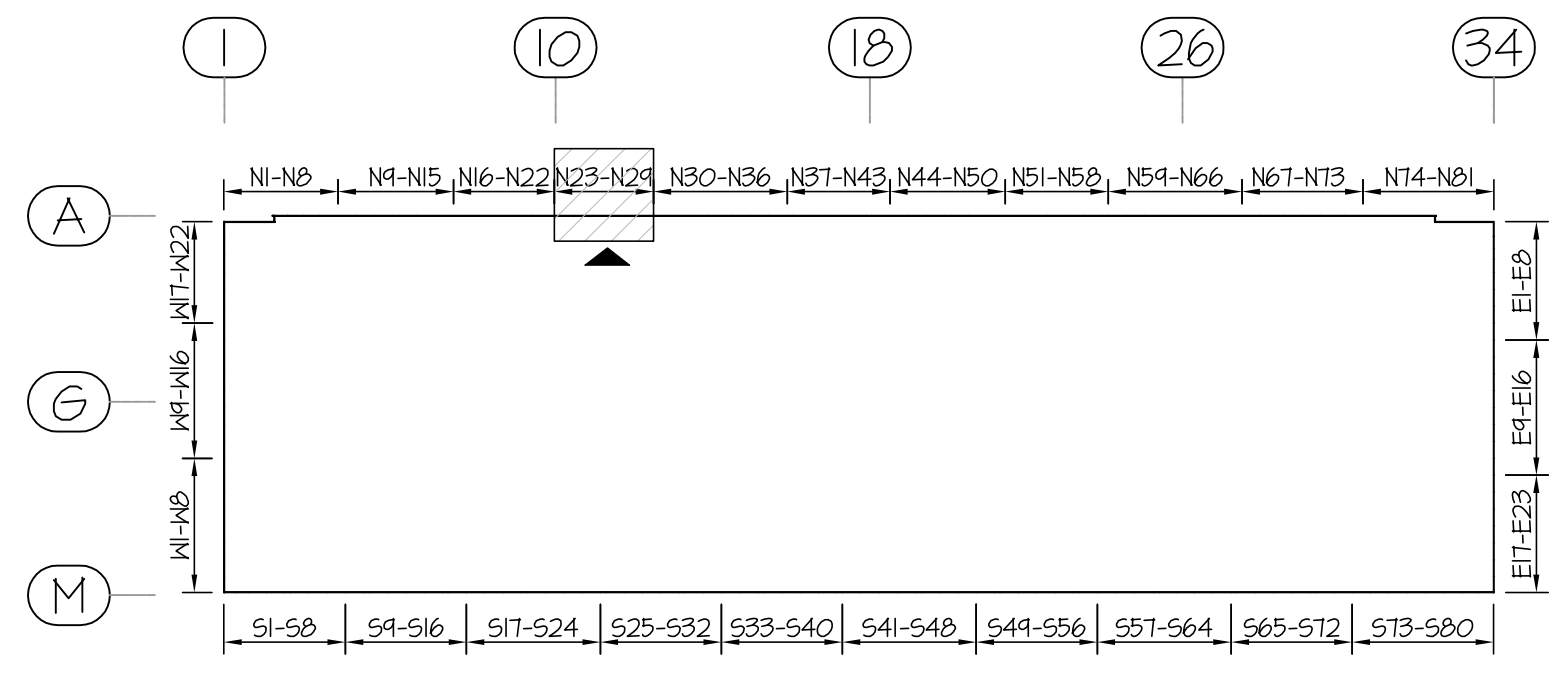 1 10 18 26 34
N1-N8 N9-N15 N16-N22 N23-N29 N30-N36 N37-N43 N44-N50 N51-N58 N59-N66 N67-N73 N74-N81
A
W17-W22
E1-E8
G
W9-W16
E9-E16
W1-W8
E17-E23
M
S1-S8 S9-S16 S17-S24 S25-S32 S33-S40 S41-S48 S49-S56 S57-S64 S65-S72 S73-S80